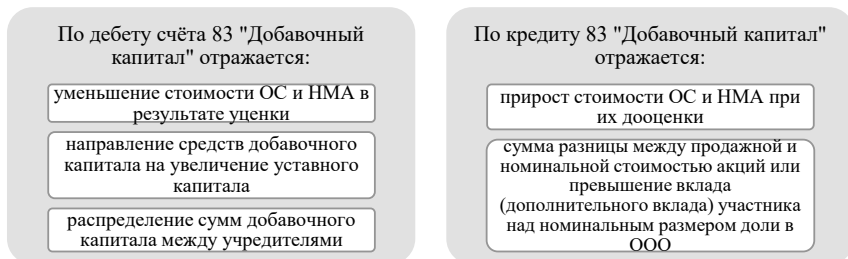 По дебету счёта 83 "Добавочный
капитал" отражается:
уменьшение стоимости ОС и НМА в
результате уценки
направление средств добавочного
капитала на увеличение уставного
капитала
распределение сумм добавочного
капитала между учредителями
По кредиту 83 "Добавочный капитал"
отражается:
прирост стоимости ОС и НМА при
их дооценки
сумма разницы между продажной и
номинальной стоимостью акций или
превышение вклада
(дополнительного вклада) участника
над номинальным размером доли в
ООО